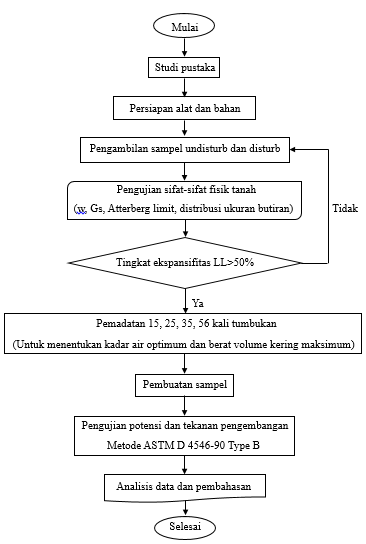 Mulai
Studi pustaka
Persiapan alat dan bahan
Pengambilan sampel undisturb dan disturb
Pengujian sifat-sifat fisik tanah
(w, Gs, Atterberg limit, distribusi ukuran butiran)
Tidak
Tingkat ekspansifitas LL>50%
Ya
Pemadatan 15, 25, 35, 56 kali tumbukan
(Untuk menentukan kadar air optimum dan berat volume kering maksimum)
Pembuatan sampel
Pengujian potensi dan tekanan pengembangan
Metode ASTM D 4546-90 Type B
Analisis data dan pembahasan
Selesai